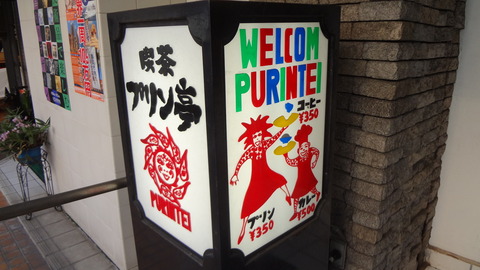 喫茶
プリン亭
PURINTEI
WELCOM
PURINTEI
コーヒー
¥350
プリン
¥350
カレー
¥500